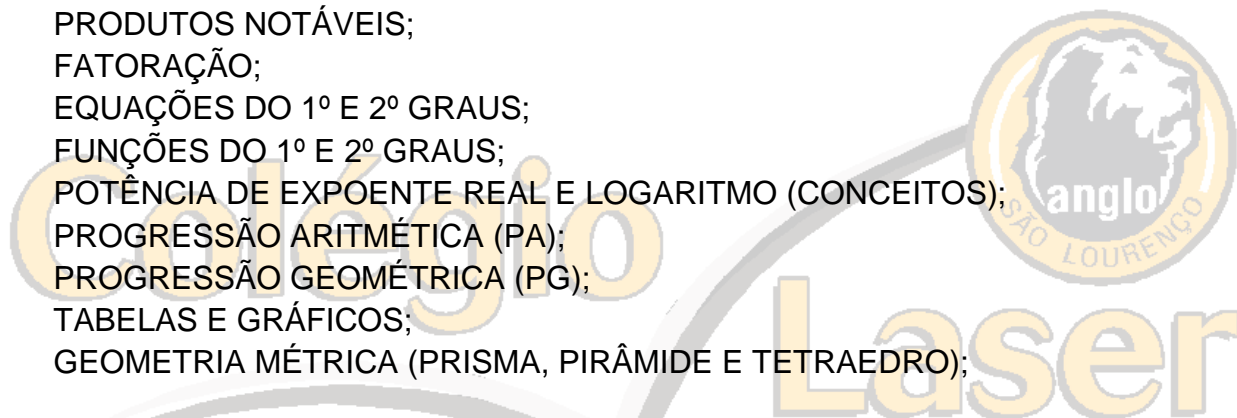 PRODUTOS NOTÁVEIS;
FATORAÇÃO;
EQUAÇÕES DO 1º E 2º GRAUS;
FUNÇÕES DO 1º E 2º GRAUS;
POTÊNCIA DE EXPOENTE REAL E LOGARITMO (CONCEITOS);
PROGRESSÃO ARITMÉTICA (PA);
PROGRESSÃO GEOMÉTRICA (PG);
TABELAS E GRÁFICOS;
GEOMETRIA MÉTRICA (PRISMA, PIRÂMIDE E TETRAEDRO);
Colégio
Laser
anglo
SÃO LOURENÇO